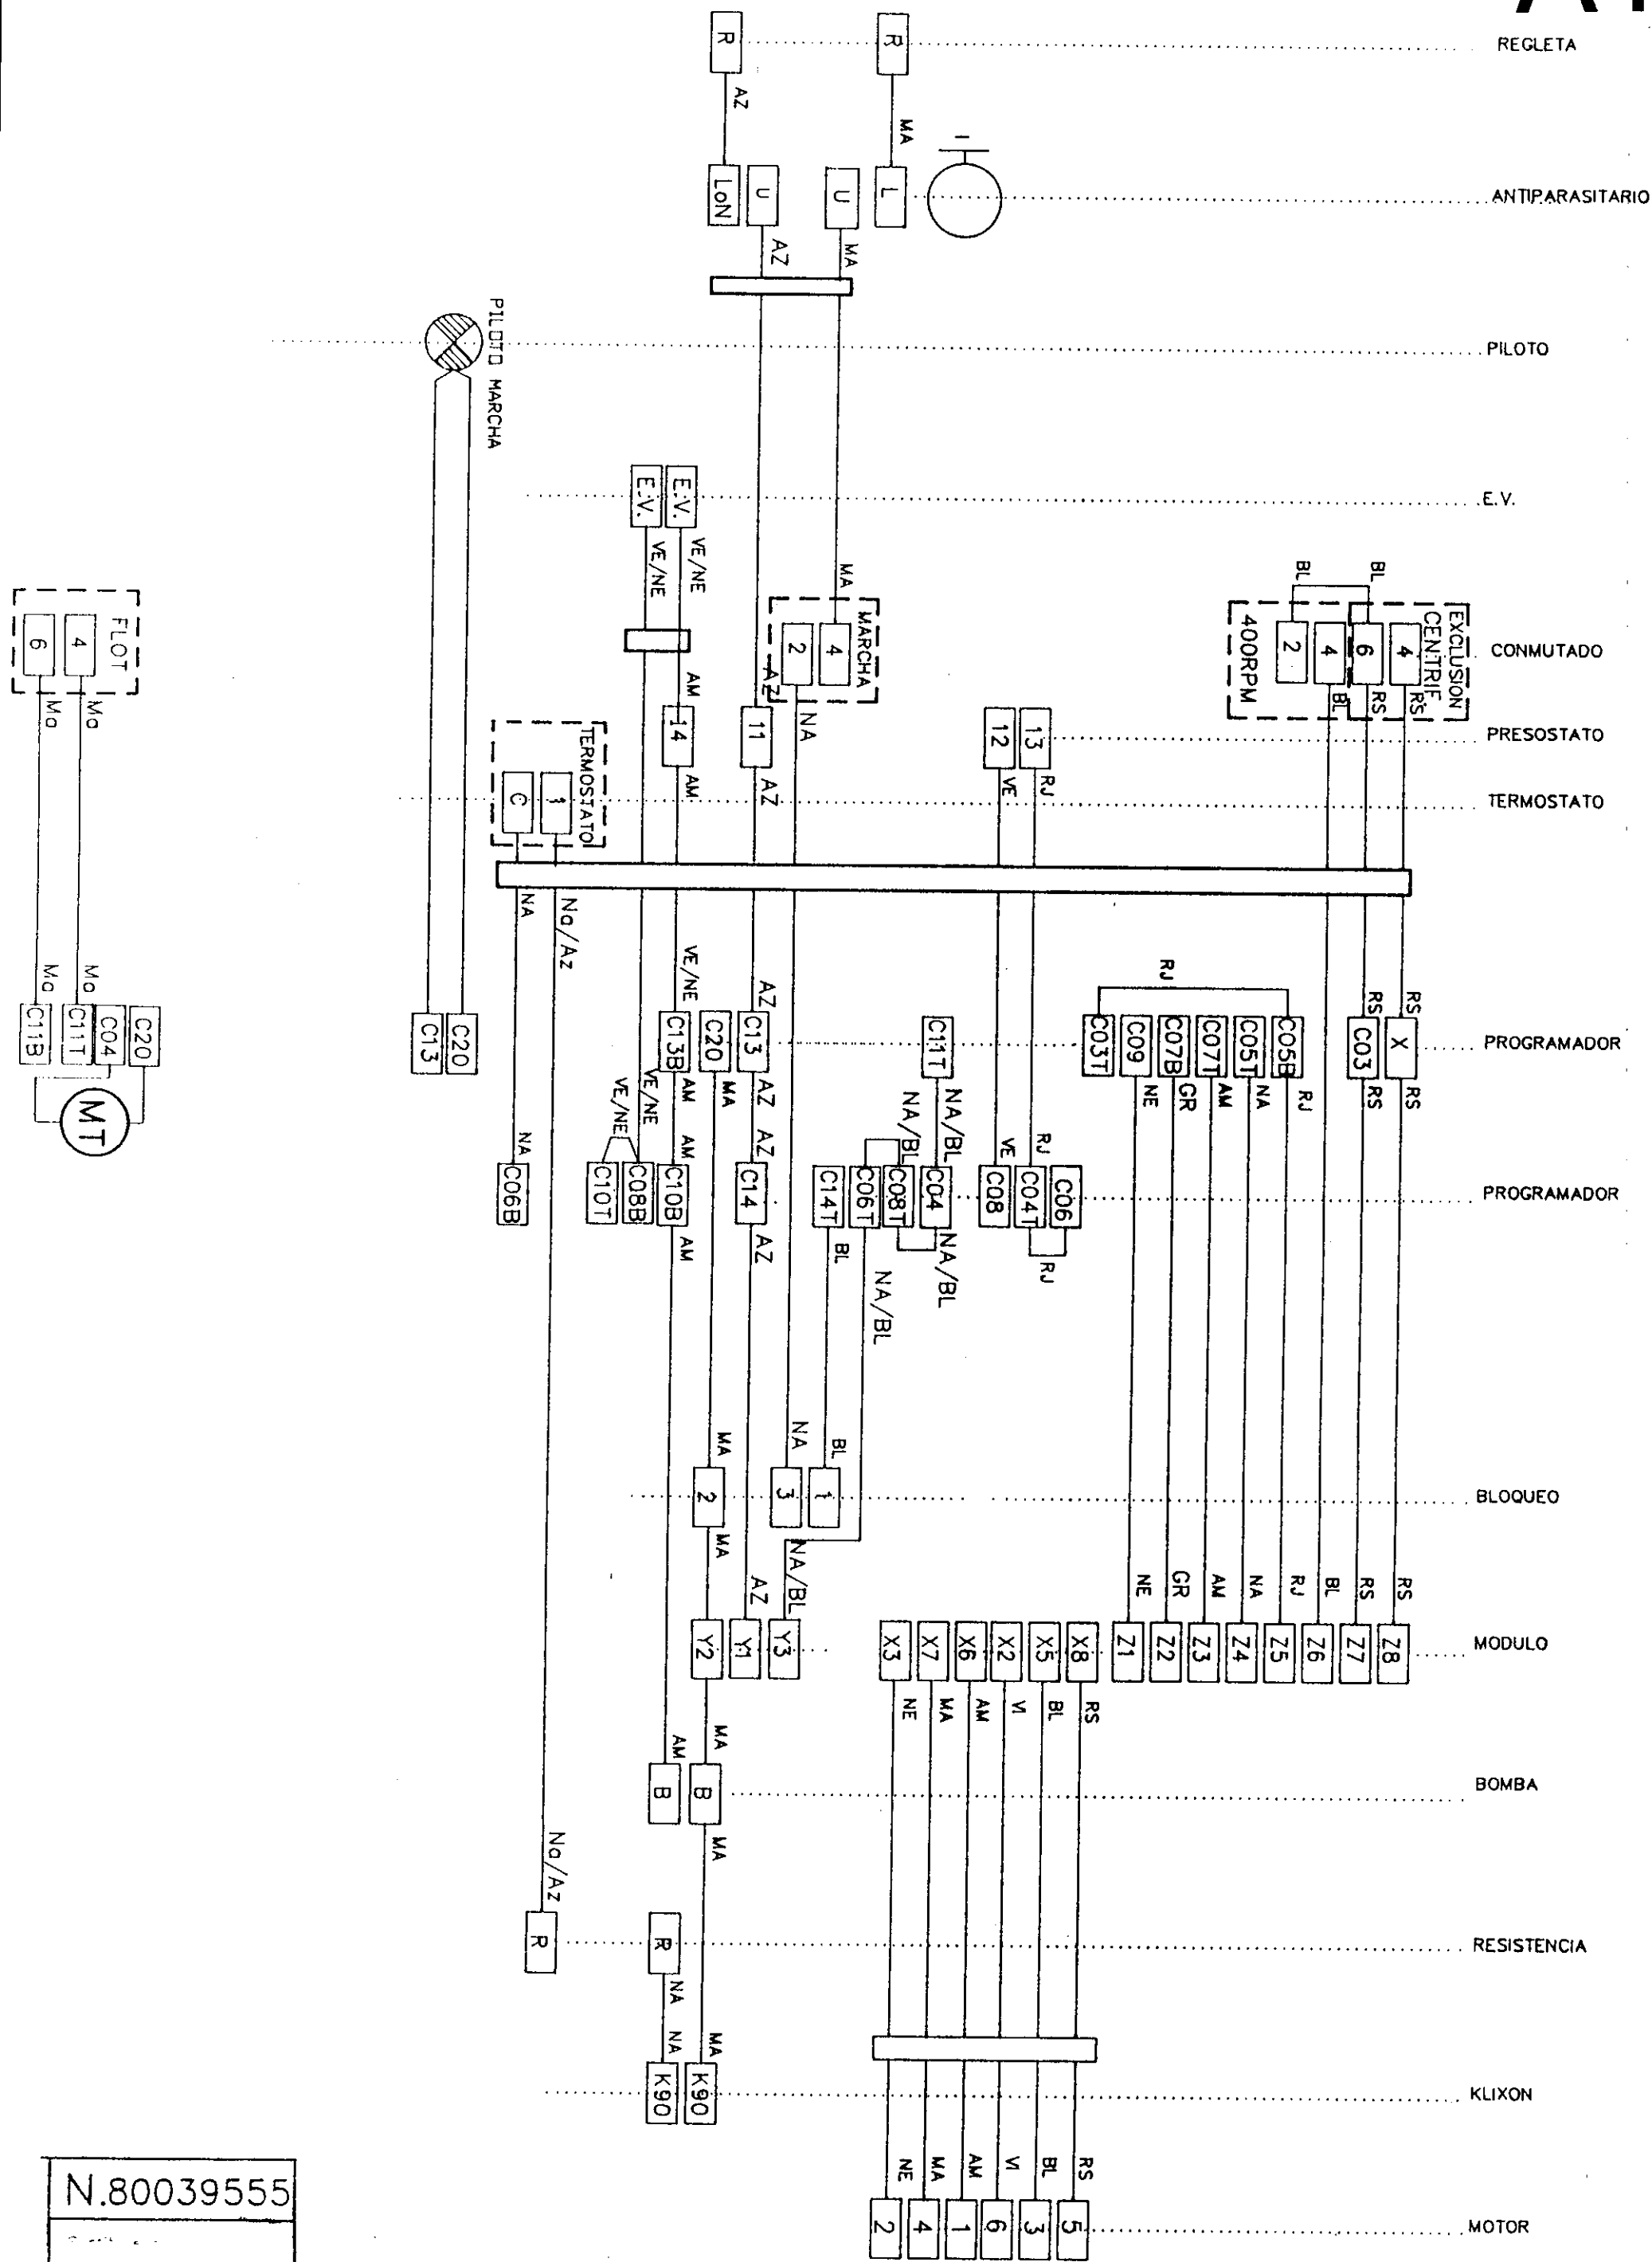 R
R
REGLETA
AZ
MA
LoN
U
U
L
ANTIPARASITARIO
AZ
MA
PILOTO MARCHA
PILOTO
E.V.
E.V.
E.V.
VE/NE
VE/NE
MA
BL
BL
FLOT
6
4
MARCHA
2
4
400RPM
2
4
EXCLUSION
CENTRIF
6
4
CONMUTADO
Ma
Ma
AM
AZ
NA
BL
RS
RS
14
11
12
13
PRESOSTATO
TERMOSTATO
C
1
AM
AZ
VE
RJ
TERMOSTATO
NA
Na/Az
Ma
Ma
VE/NE
AZ
RJ
RS
RS
C11B
C11T
C04
C20
C13
C20
C13B
C20
C13
C11T
C03T
C09
C07B
C07T
C05T
C05B
C03
X
PROGRAMADOR
MT
VE/NE
VE/NE
AM
MA
AZ
NA/BL
NA/BL
NE
GR
AM
NA
RJ
RS
RS
NA
AM
AZ
VE
RJ
C06B
C10T
C08B
C10B
C14
C14T
C06T
C08T
C04
C08
C04T
C06
PROGRAMADOR
AM
AZ
BL
NA/BL
NA/BL
RJ
MA
NA
BL
2
3
1
BLOQUEO
MA
AZ
NA/BL
NE
GR
AM
NA
RJ
BL
RS
RS
Y2
Y1
Y3
X3
X7
X6
X2
X5
X8
Z1
Z2
Z3
Z4
Z5
Z6
Z7
Z8
MODULO
AM
MA
NE
MA
AM
VI
BL
RS
B
B
BOMBA
Na/Az
MA
R
R
RESISTENCIA
NA
NA
MA
K90
K90
KLIXON
NE
MA
AM
VI
BL
RS
2
4
1
6
3
5
MOTOR
N.80039555